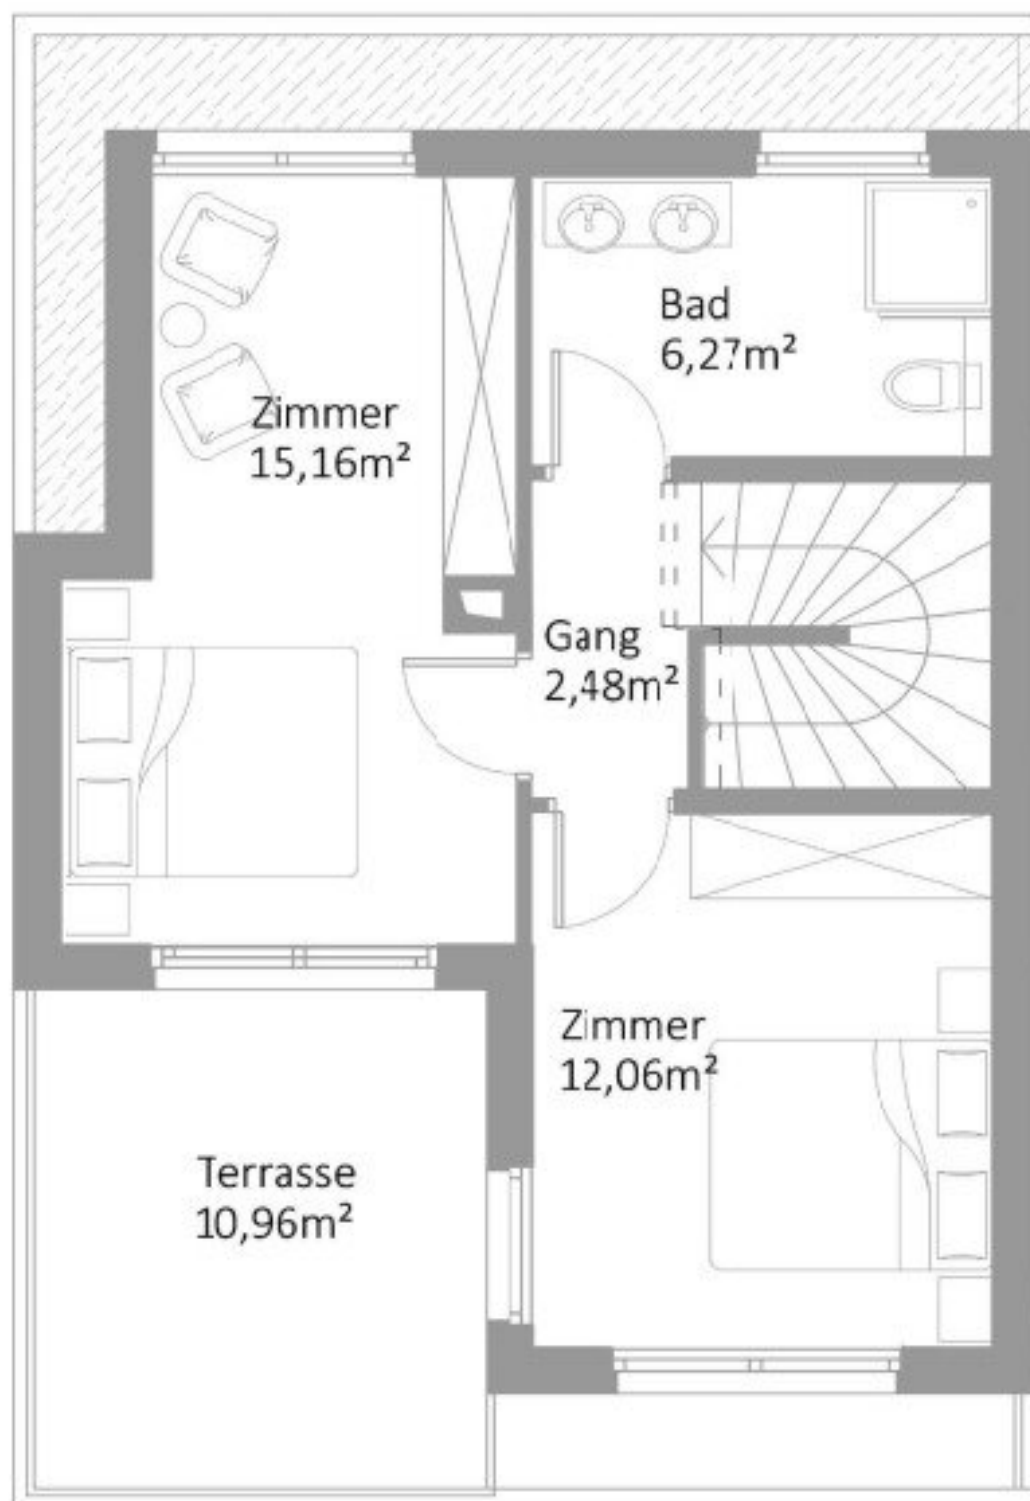 Bad
6,27m²
Zimmer
15,16m²
Gang
2,48m²
Zimmer
12,06m²
Terrasse
10,96m²